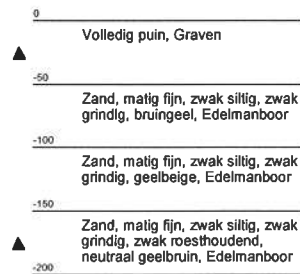 0
Volledig puin, Graven
-50
Zand, matig fijn, zwak siltig, zwak
grindig, bruingeel, Edelmanboor
-100
Zand, matig fijn, zwak siltig, zwak
grindig, geelbeige, Edelmanboor
-150
Zand, matig fijn, zwak siltig, zwak
grindig, zwak roesthoudend,
neutraal geelbruin, Edelmanboor
-200